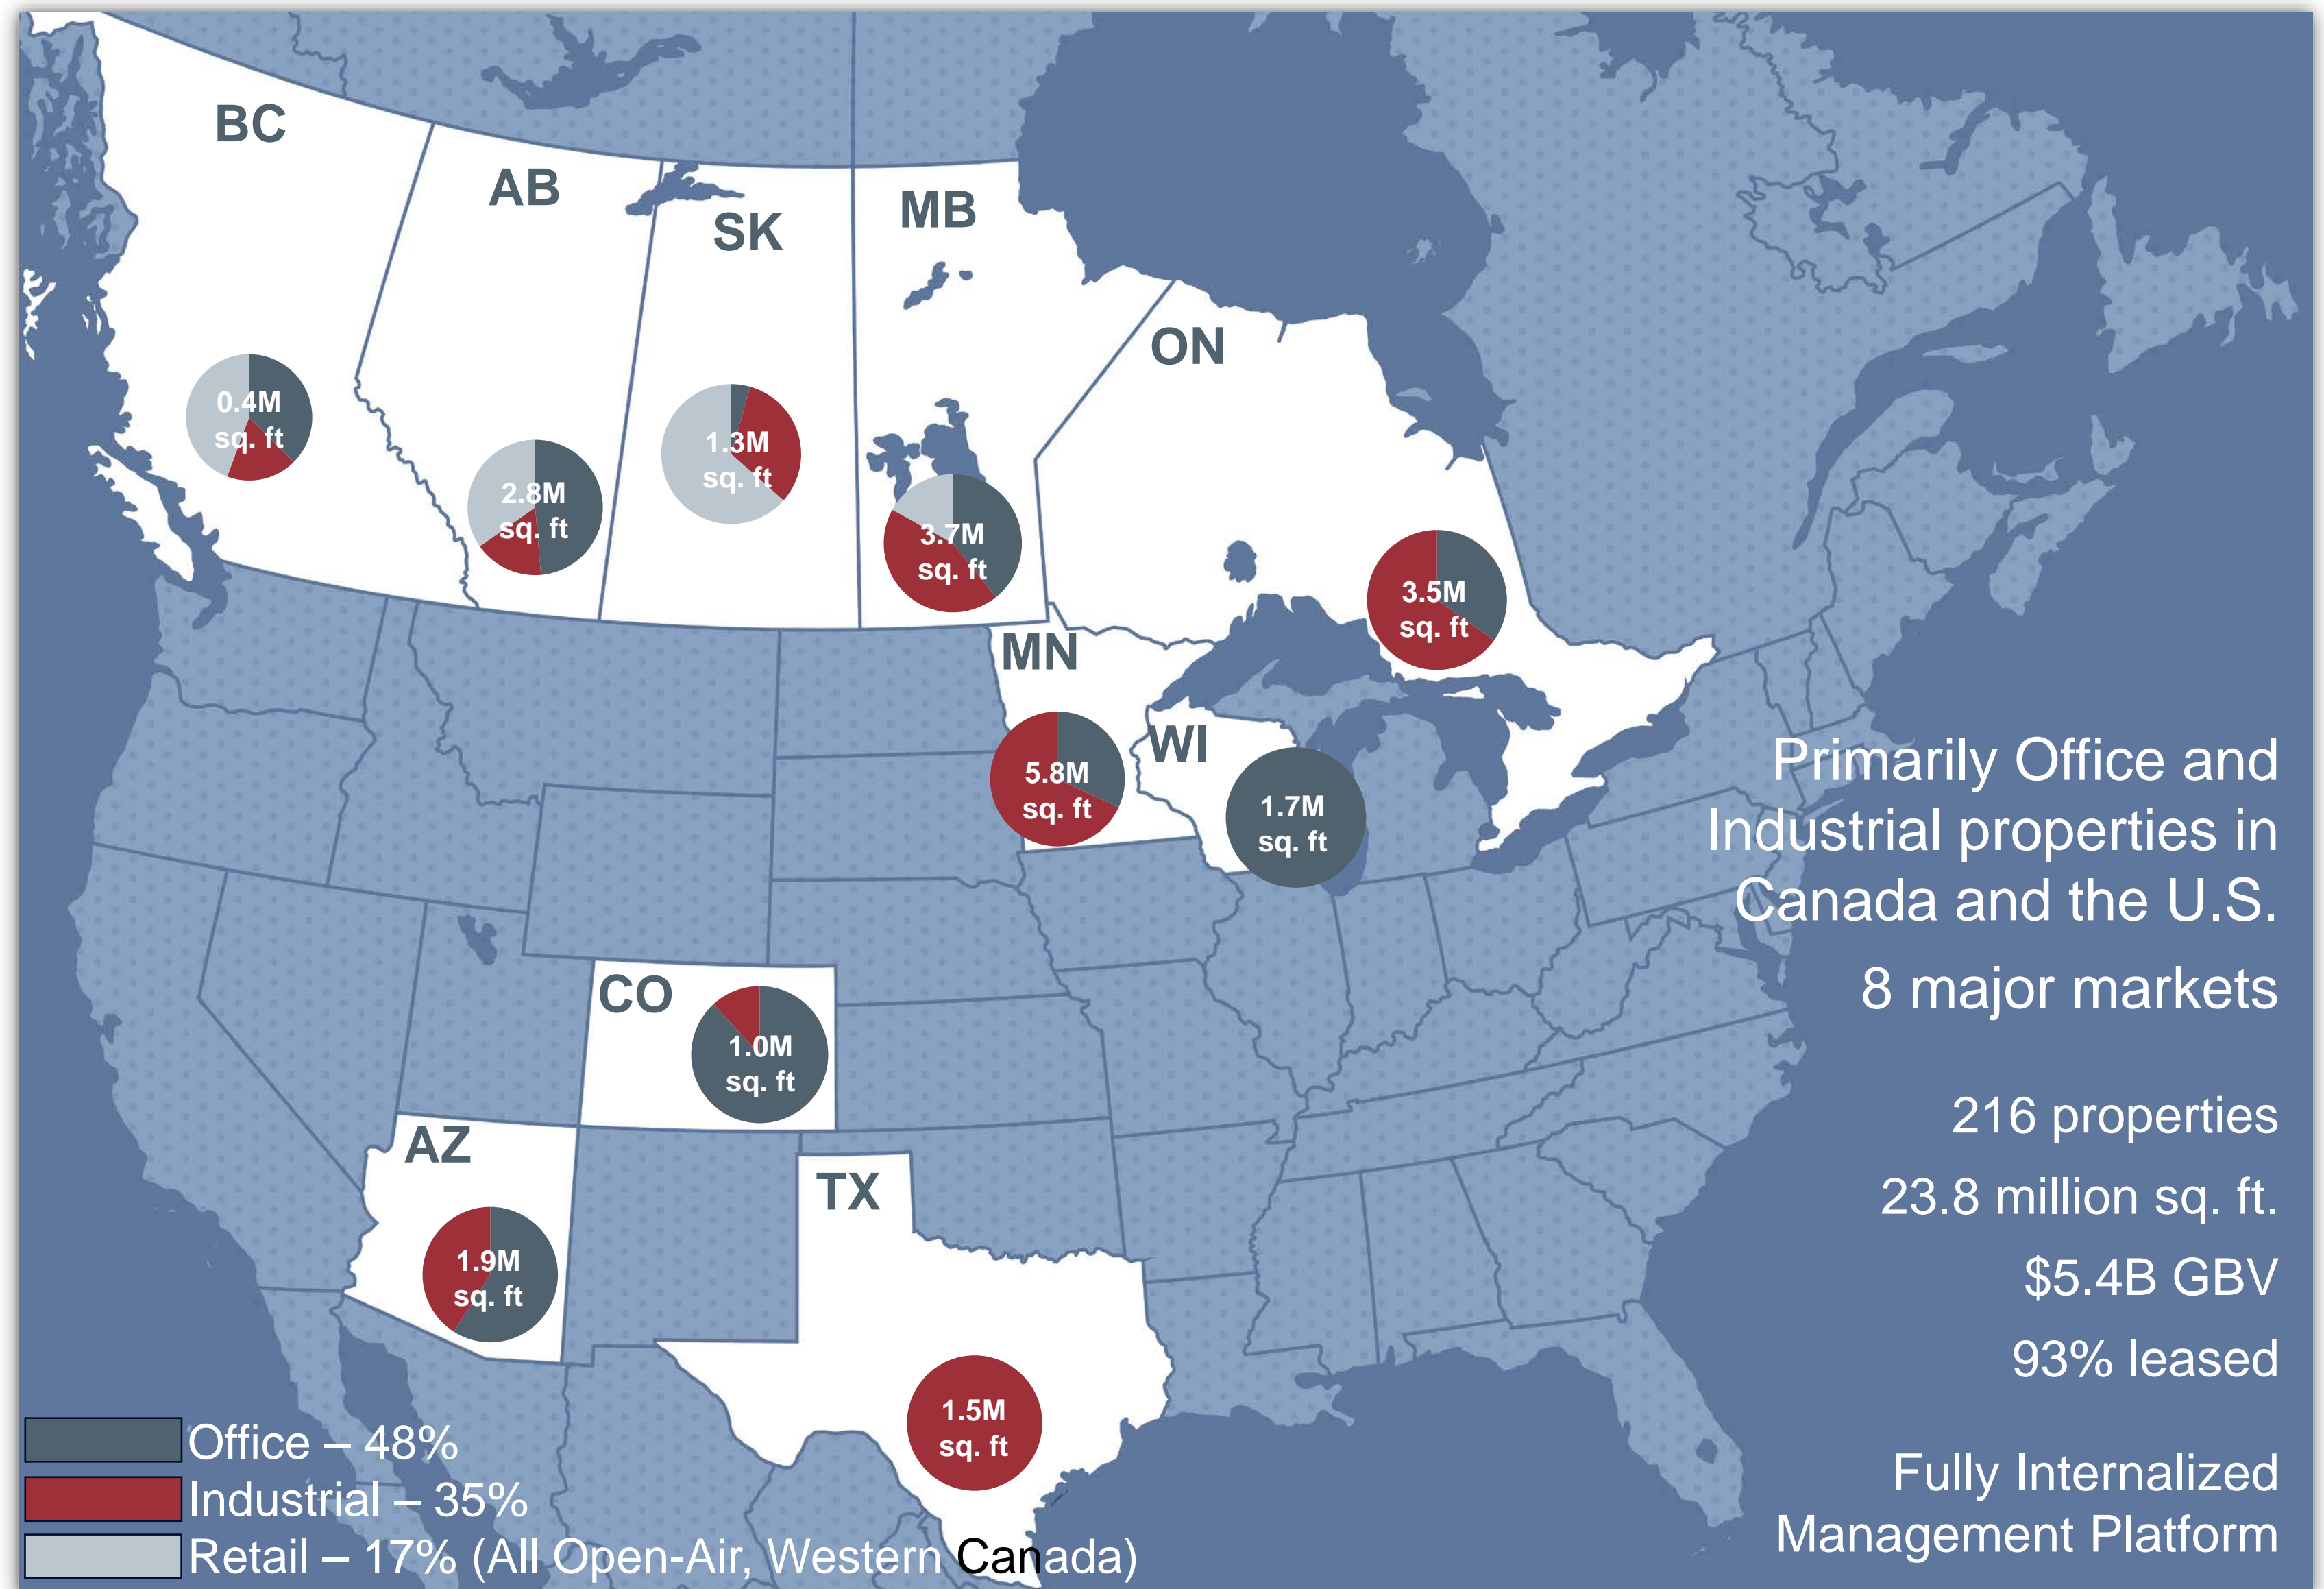 BC
AB
SK
MB
ON
0.4M
sq. ft
2.8M
sq. ft
1.3M
sq. ft
3.7M
sq. ft
3.5M
sq. ft
MN
5.8M
sq. ft
WI
1.7M
sq. ft
CO
1.0M
sq. ft
AZ
1.9M
sq. ft
TX
1.5M
sq. ft
Primarily Office and
Industrial properties in
Canada and the U.S.
8 major markets
216 properties
23.8 million sq. ft.
$5.4B GBV
93% leased
Fully Internalized
Management Platform
Office – 48%
Industrial – 35%
Retail – 17% (All Open-Air, Western Canada)